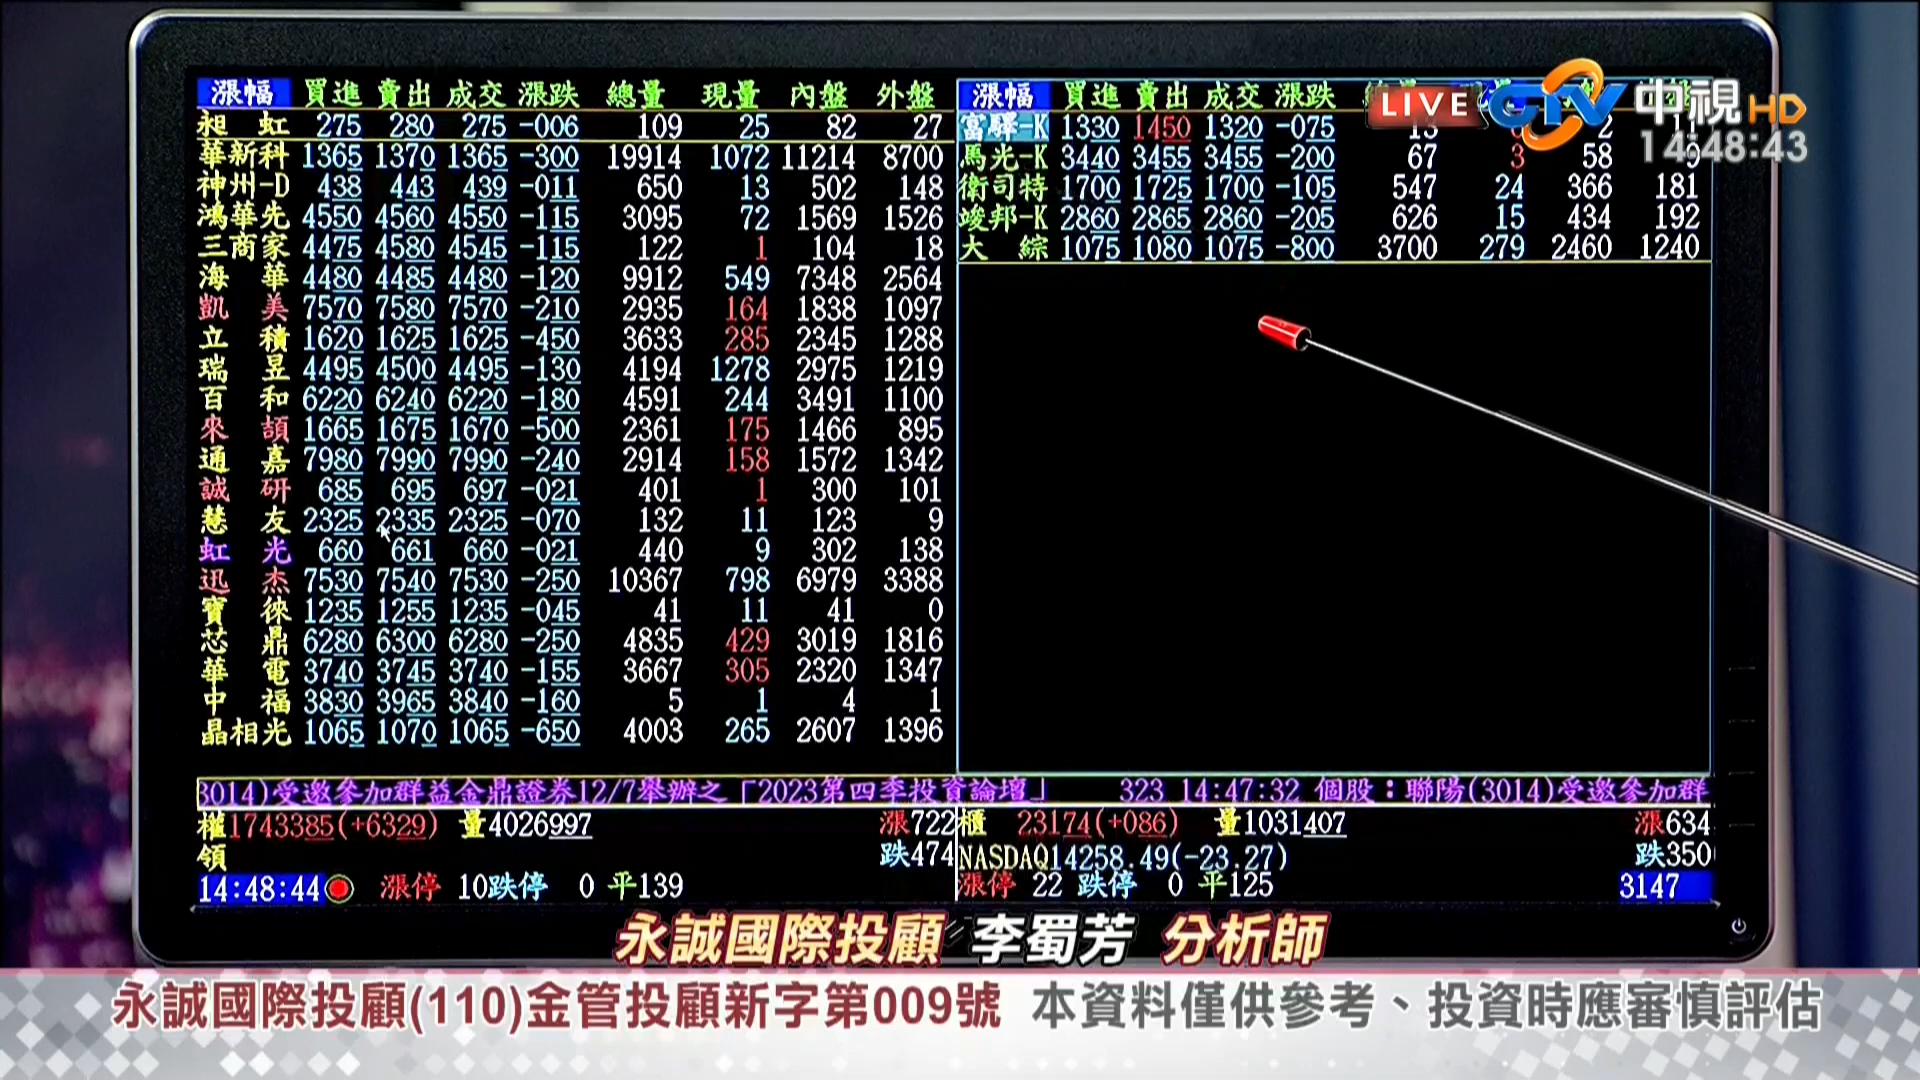 漲幅 買進 賣出 成交 漲跌 總量 現量 內盤 外盤
昶虹 275 280 275 -006 109 25 82 27
華新科 1365 1370 1365 -300 19914 1072 11214 8700
神州-D 438 443 439 -011 650 13 502 148
鴻華先 4550 4560 4550 -115 3095 72 1569 1526
三商家 4475 4580 4545 -115 122 1 104 18
海華 4480 4485 4480 -120 9912 549 7348 2564
凱美 7570 7580 7570 -210 2935 164 1838 1097
立積 1620 1625 1625 -450 3633 285 2345 1288
瑞昱 4495 4500 4495 -130 4194 1278 2975 1219
百和 6220 6240 6220 -180 4591 244 3491 1100
來頡 1665 1675 1670 -500 2361 175 1466 895
通嘉 7980 7990 7990 -240 2914 158 1572 1342
誠研 685 695 697 -021 401 1 300 101
慧友 2325 2335 2325 -070 132 11 123 9
虹光 660 661 660 -021 440 9 302 138
迅杰 7530 7540 7530 -250 10367 798 6979 3388
寶徠 1235 1255 1235 -045 41 11 41 0
芯鼎 6280 6300 6280 -250 4835 429 3019 1816
華電 3740 3745 3740 -155 3667 305 2320 1347
中福 3830 3965 3840 -160 5 1 4 1
晶相光 1065 1070 1065 -650 4003 265 2607 1396
漲幅 買進 賣出 成交 漲跌
富驛-K 1330 1450 1320 -075 13 2
馬光-K 3440 3455 3455 -200 67 3 58 9
衛司特 1700 1725 1700 -105 547 24 366 181
竣邦-K 2860 2865 2860 -205 626 15 434 192
大綜 1075 1080 1075 -800 3700 279 2460 1240
LIVE CTV 中視 HD
14:48:43
3014)受邀參加群益金鼎證券12/7舉辦之「2023第四季投資論壇」 323 14:47:32 個股：聯陽(3014)受邀參加群
權1743385(+6329) 量4026997 漲722 櫃 23174(+086) 量1031407 漲634
領 跌474 NASDAQ14258.49(-23.27) 跌350
14:48:44 漲停 10跌停 0 平139 漲停 22 跌停 0 平125 3147
永誠國際投顧 李蜀芳 分析師
永誠國際投顧(110)金管投顧新字第009號 本資料僅供參考、投資時應審慎評估